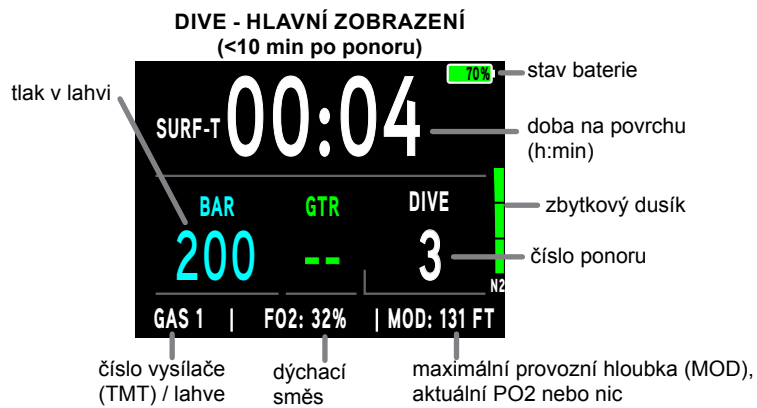 DIVE - HLAVNÍ ZOBRAZENÍ
(<10 min po ponoru)
70%
stav baterie
tlak v lahvi
SURF-T 00:04
doba na povrchu
(h:min)
BAR GTR DIVE
zbytkový dusík
200 -- 3
číslo ponoru
N2
GAS 1 | FO2: 32% | MOD: 131 FT
číslo vysílače
(TMT) / lahve
dýchací
směs
maximální provozní hloubka (MOD),
aktuální PO2 nebo nic